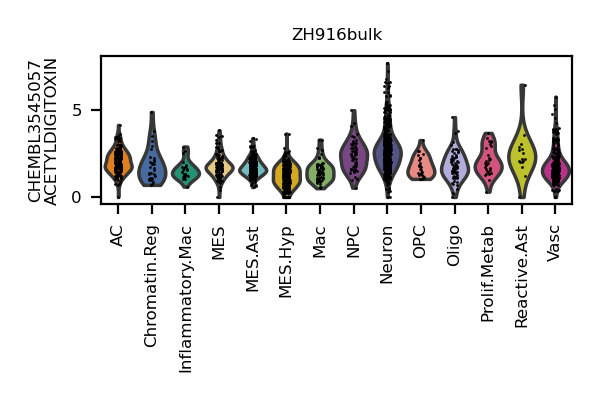 ZH916bulk
CHEMBL3545057
ACETYLDIGITOXIN
5
0
AC
Chromatin.Reg
Inflammatory.Mac
MES
MES.Ast
MES.Hyp
Mac
NPC
Neuron
OPC
Oligo
Prolif.Metab
Reactive.Ast
Vasc